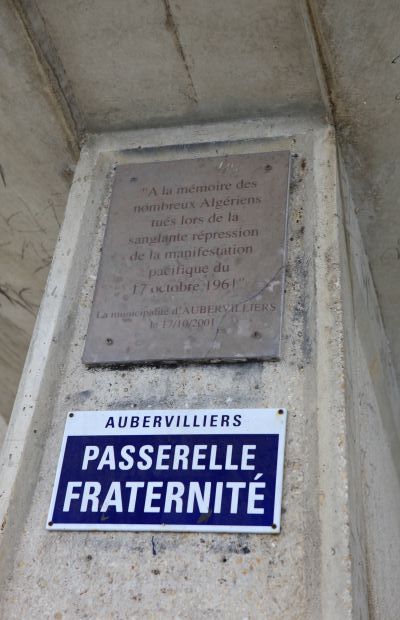 "A la mémoire des
nombreux Algériens
tués lors de la
sanglante répression
de la manifestation
pacifique du
17 octobre 1961"
La municipalité d'AUBERVILLIERS
le 17/10/2001
AUBERVILLIERS
PASSERELLE
FRATERNITÉ